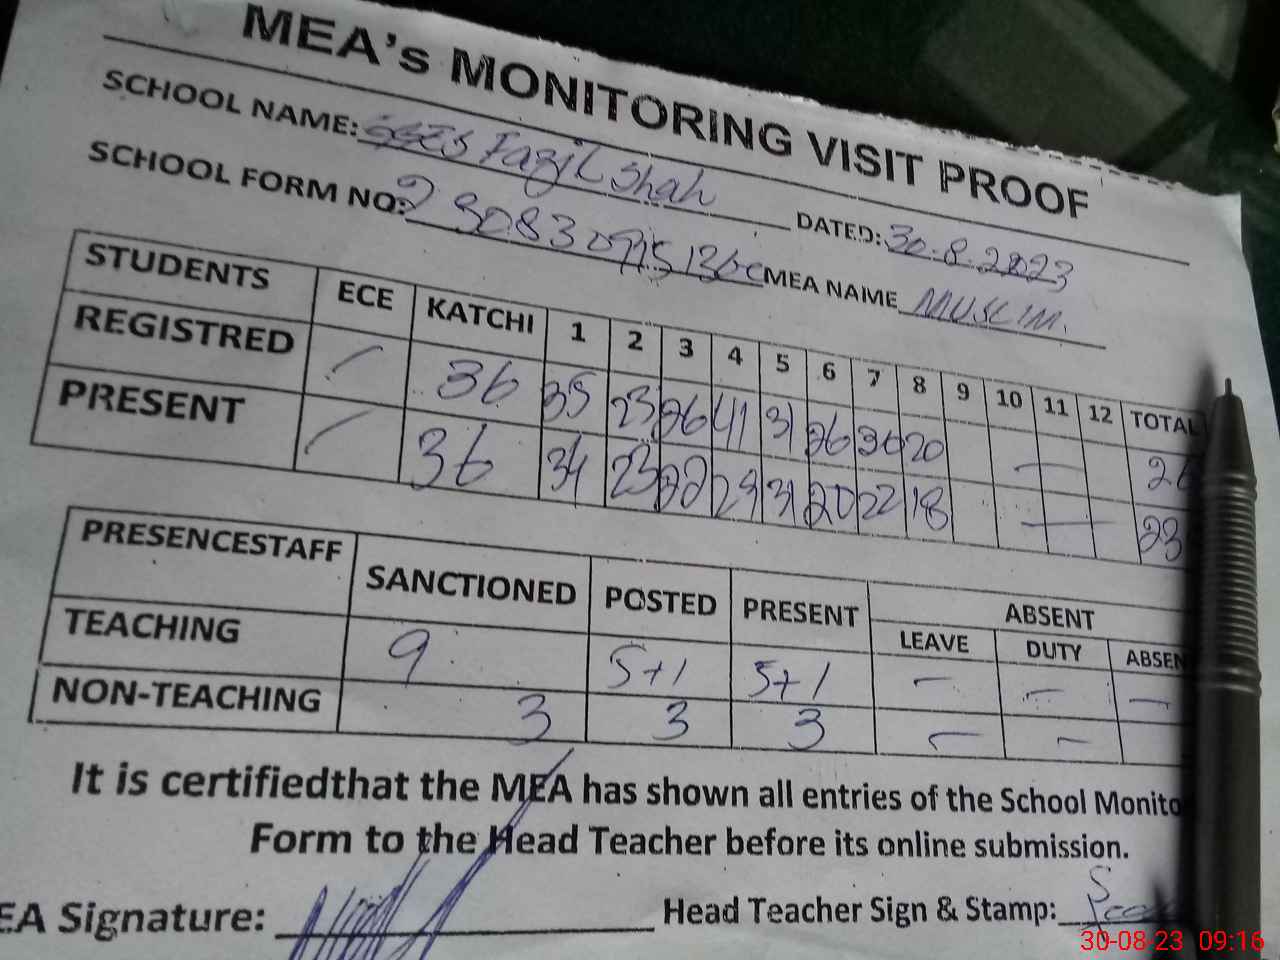 MEA's MONITORING VISIT PROOF
SCHOOL NAME: Fazil Shah DATED: 30.8.2023
SCHOOL FORM NO: MEA NAME MUSLIM.
STUDENTS ECE KATCHI 1 2 3 4 5 6 7 8 9 10 11 12 TOTAL
REGISTRED 36 35 23 26 41 31 26 20
PRESENT 36 34 23 22 29 31 20 22 18
PRESENCESTAFF SANCTIONED POSTED PRESENT ABSENT
LEAVE DUTY ABSEN
TEACHING 9 5+1 5+1 - - -
NON-TEACHING 3 3 3 - -
It is certifiedthat the MEA has shown all entries of the School Monito
Form to the Head Teacher before its online submission.
EA Signature: Head Teacher Sign & Stamp:
30-08-23 09:16